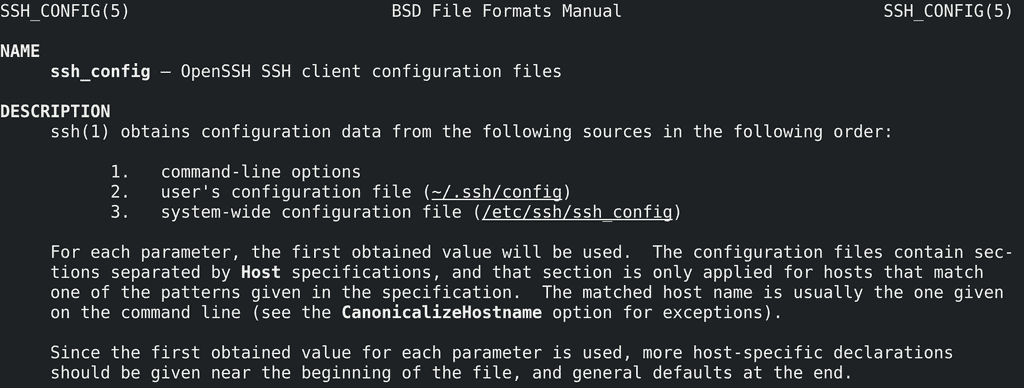 SSH_CONFIG(5) BSD File Formats Manual SSH_CONFIG(5)
NAME
ssh_config — OpenSSH SSH client configuration files
DESCRIPTION
ssh(1) obtains configuration data from the following sources in the following order:
1. command-line options
2. user's configuration file (~/.ssh/config)
3. system-wide configuration file (/etc/ssh/ssh_config)
For each parameter, the first obtained value will be used. The configuration files contain sec‐
tions separated by Host specifications, and that section is only applied for hosts that match
one of the patterns given in the specification. The matched host name is usually the one given
on the command line (see the CanonicalizeHostname option for exceptions).
Since the first obtained value for each parameter is used, more host-specific declarations
should be given near the beginning of the file, and general defaults at the end.